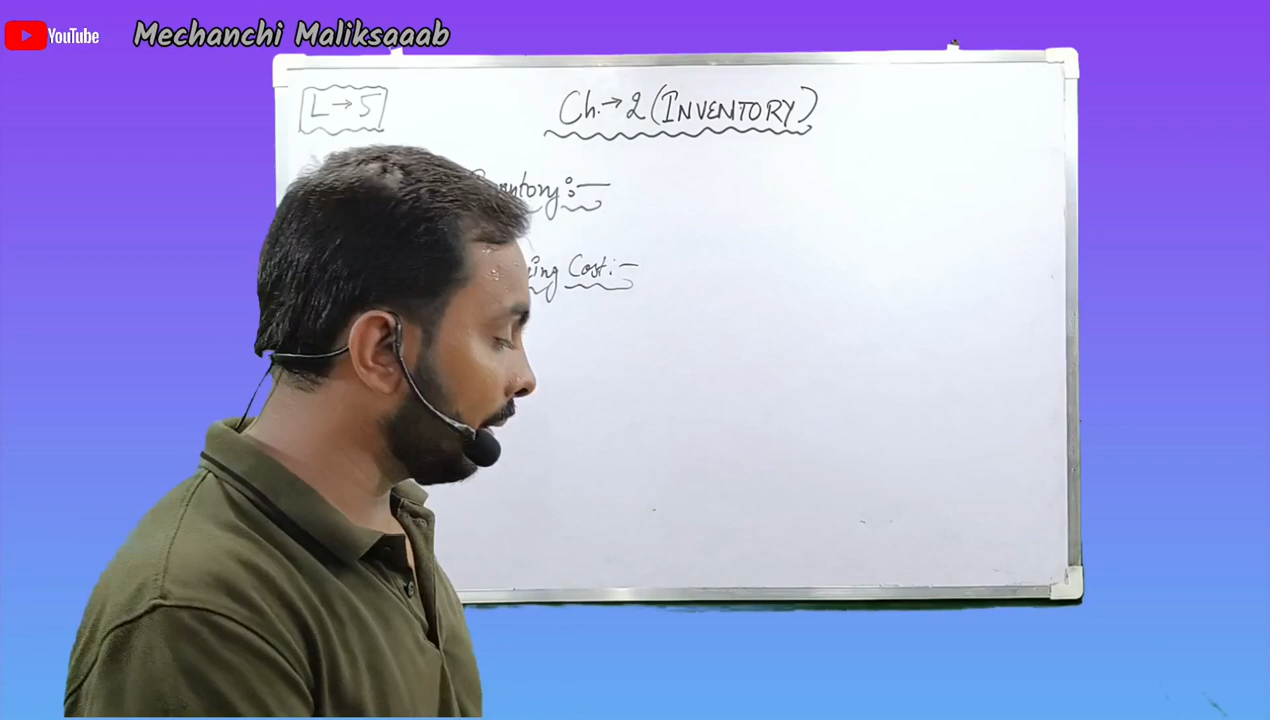 YouTube Mechanchi Maliksaaab
L → 5
Ch. → 2 (INVENTORY)
:—
Cost :—